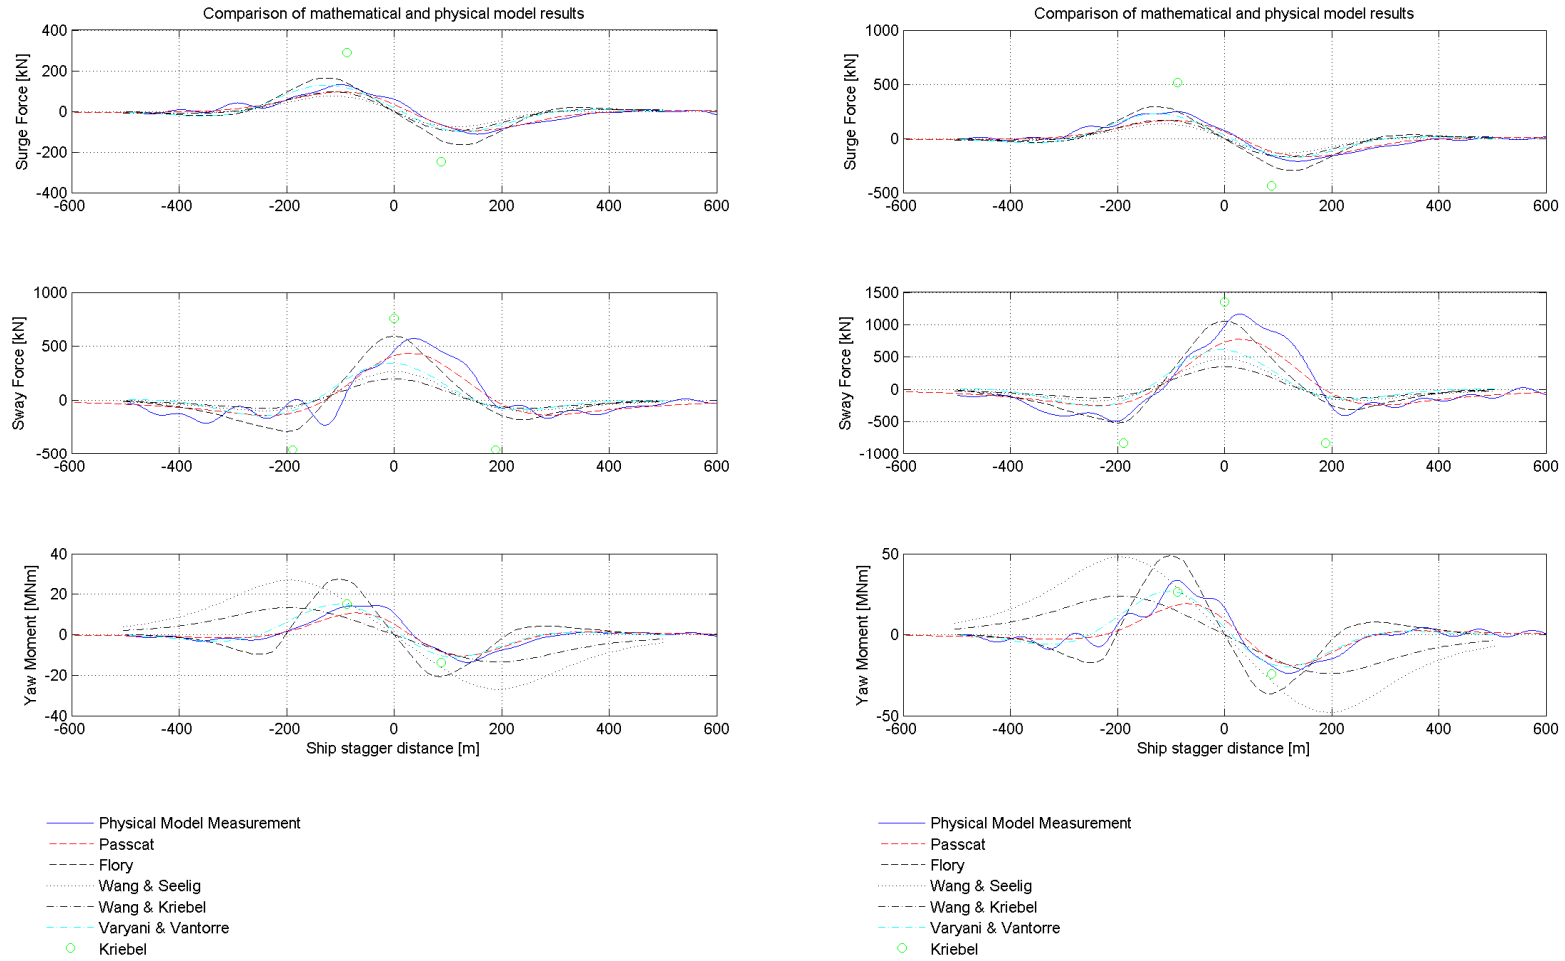 Comparison of mathematical and physical model results
400
200
0
-200
-400
Surge Force [kN]
-600
-400
-200
0
200
400
600
1000
500
0
-500
Sway Force [kN]
-600
-400
-200
0
200
400
600
40
20
0
-20
-40
Yaw Moment [MNm]
-600
-400
-200
0
200
400
600
Ship stagger distance [m]
Physical Model Measurement
Passcat
Flory
Wang & Seelig
Wang & Kriebel
Varyani & Vantorre
Kriebel
Comparison of mathematical and physical model results
1000
500
0
-500
Surge Force [kN]
-600
-400
-200
0
200
400
600
1500
1000
500
0
-500
-1000
Sway Force [kN]
-600
-400
-200
0
200
400
600
50
0
-50
Yaw Moment [MNm]
-600
-400
-200
0
200
400
600
Ship stagger distance [m]
Physical Model Measurement
Passcat
Flory
Wang & Seelig
Wang & Kriebel
Varyani & Vantorre
Kriebel